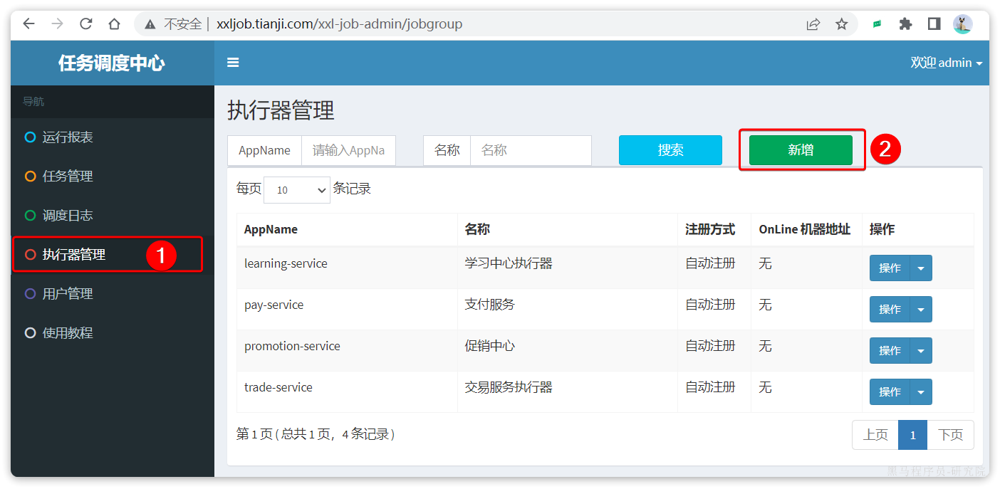 不安全 | xxljob.tianji.com/xxl-job-admin/jobgroup
任务调度中心
欢迎 admin
导航
运行报表
任务管理
调度日志
执行器管理 1
用户管理
使用教程
执行器管理
AppName 请输入AppNa 名称 名称 搜索 新增 2
每页 10 条记录
AppName 名称 注册方式 OnLine 机器地址 操作
learning-service 学习中心执行器 自动注册 无 操作
pay-service 支付服务 自动注册 无 操作
promotion-service 促销中心 自动注册 无 操作
trade-service 交易服务执行器 自动注册 无 操作
第 1 页 ( 总共 1 页，4 条记录 ) 上页 1 下页
黑马程序员-研究院